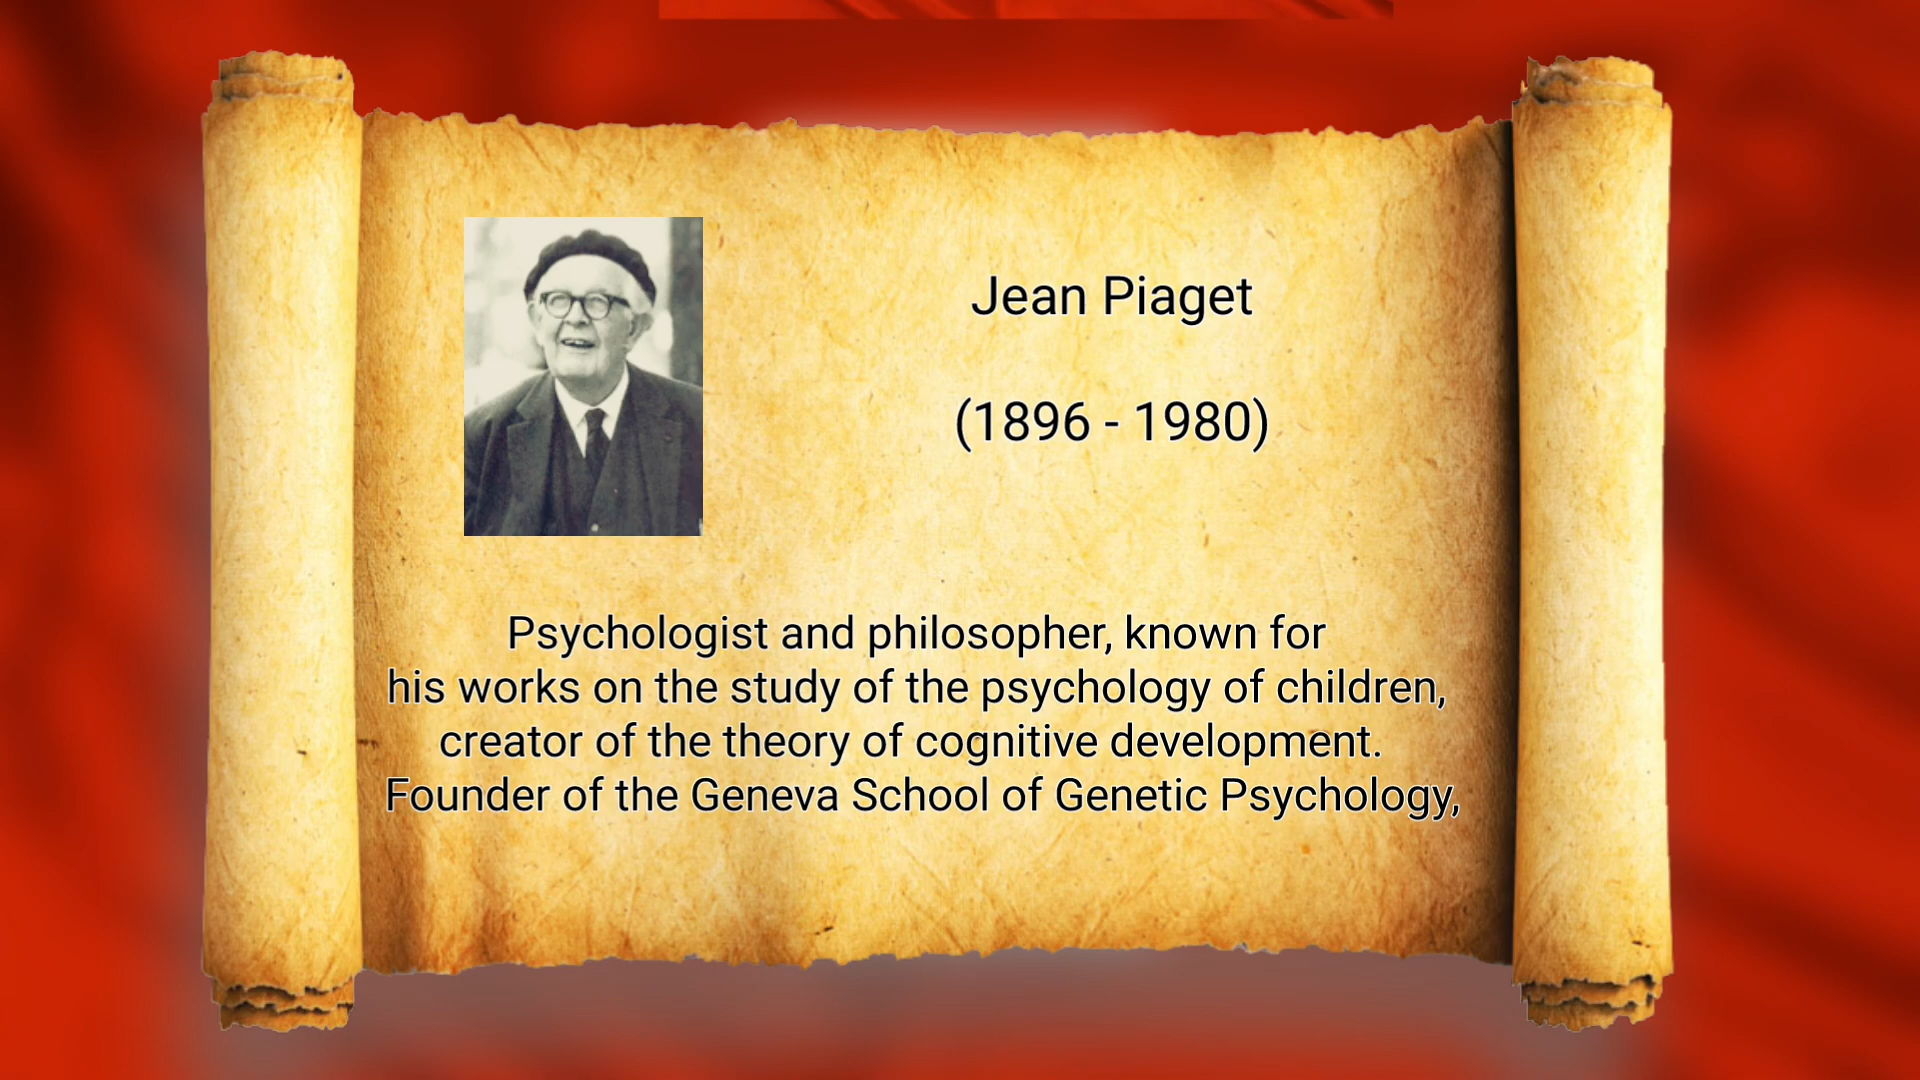 Jean Piaget
(1896 - 1980)
Psychologist and philosopher, known for
his works on the study of the psychology of children,
creator of the theory of cognitive development.
Founder of the Geneva School of Genetic Psychology,